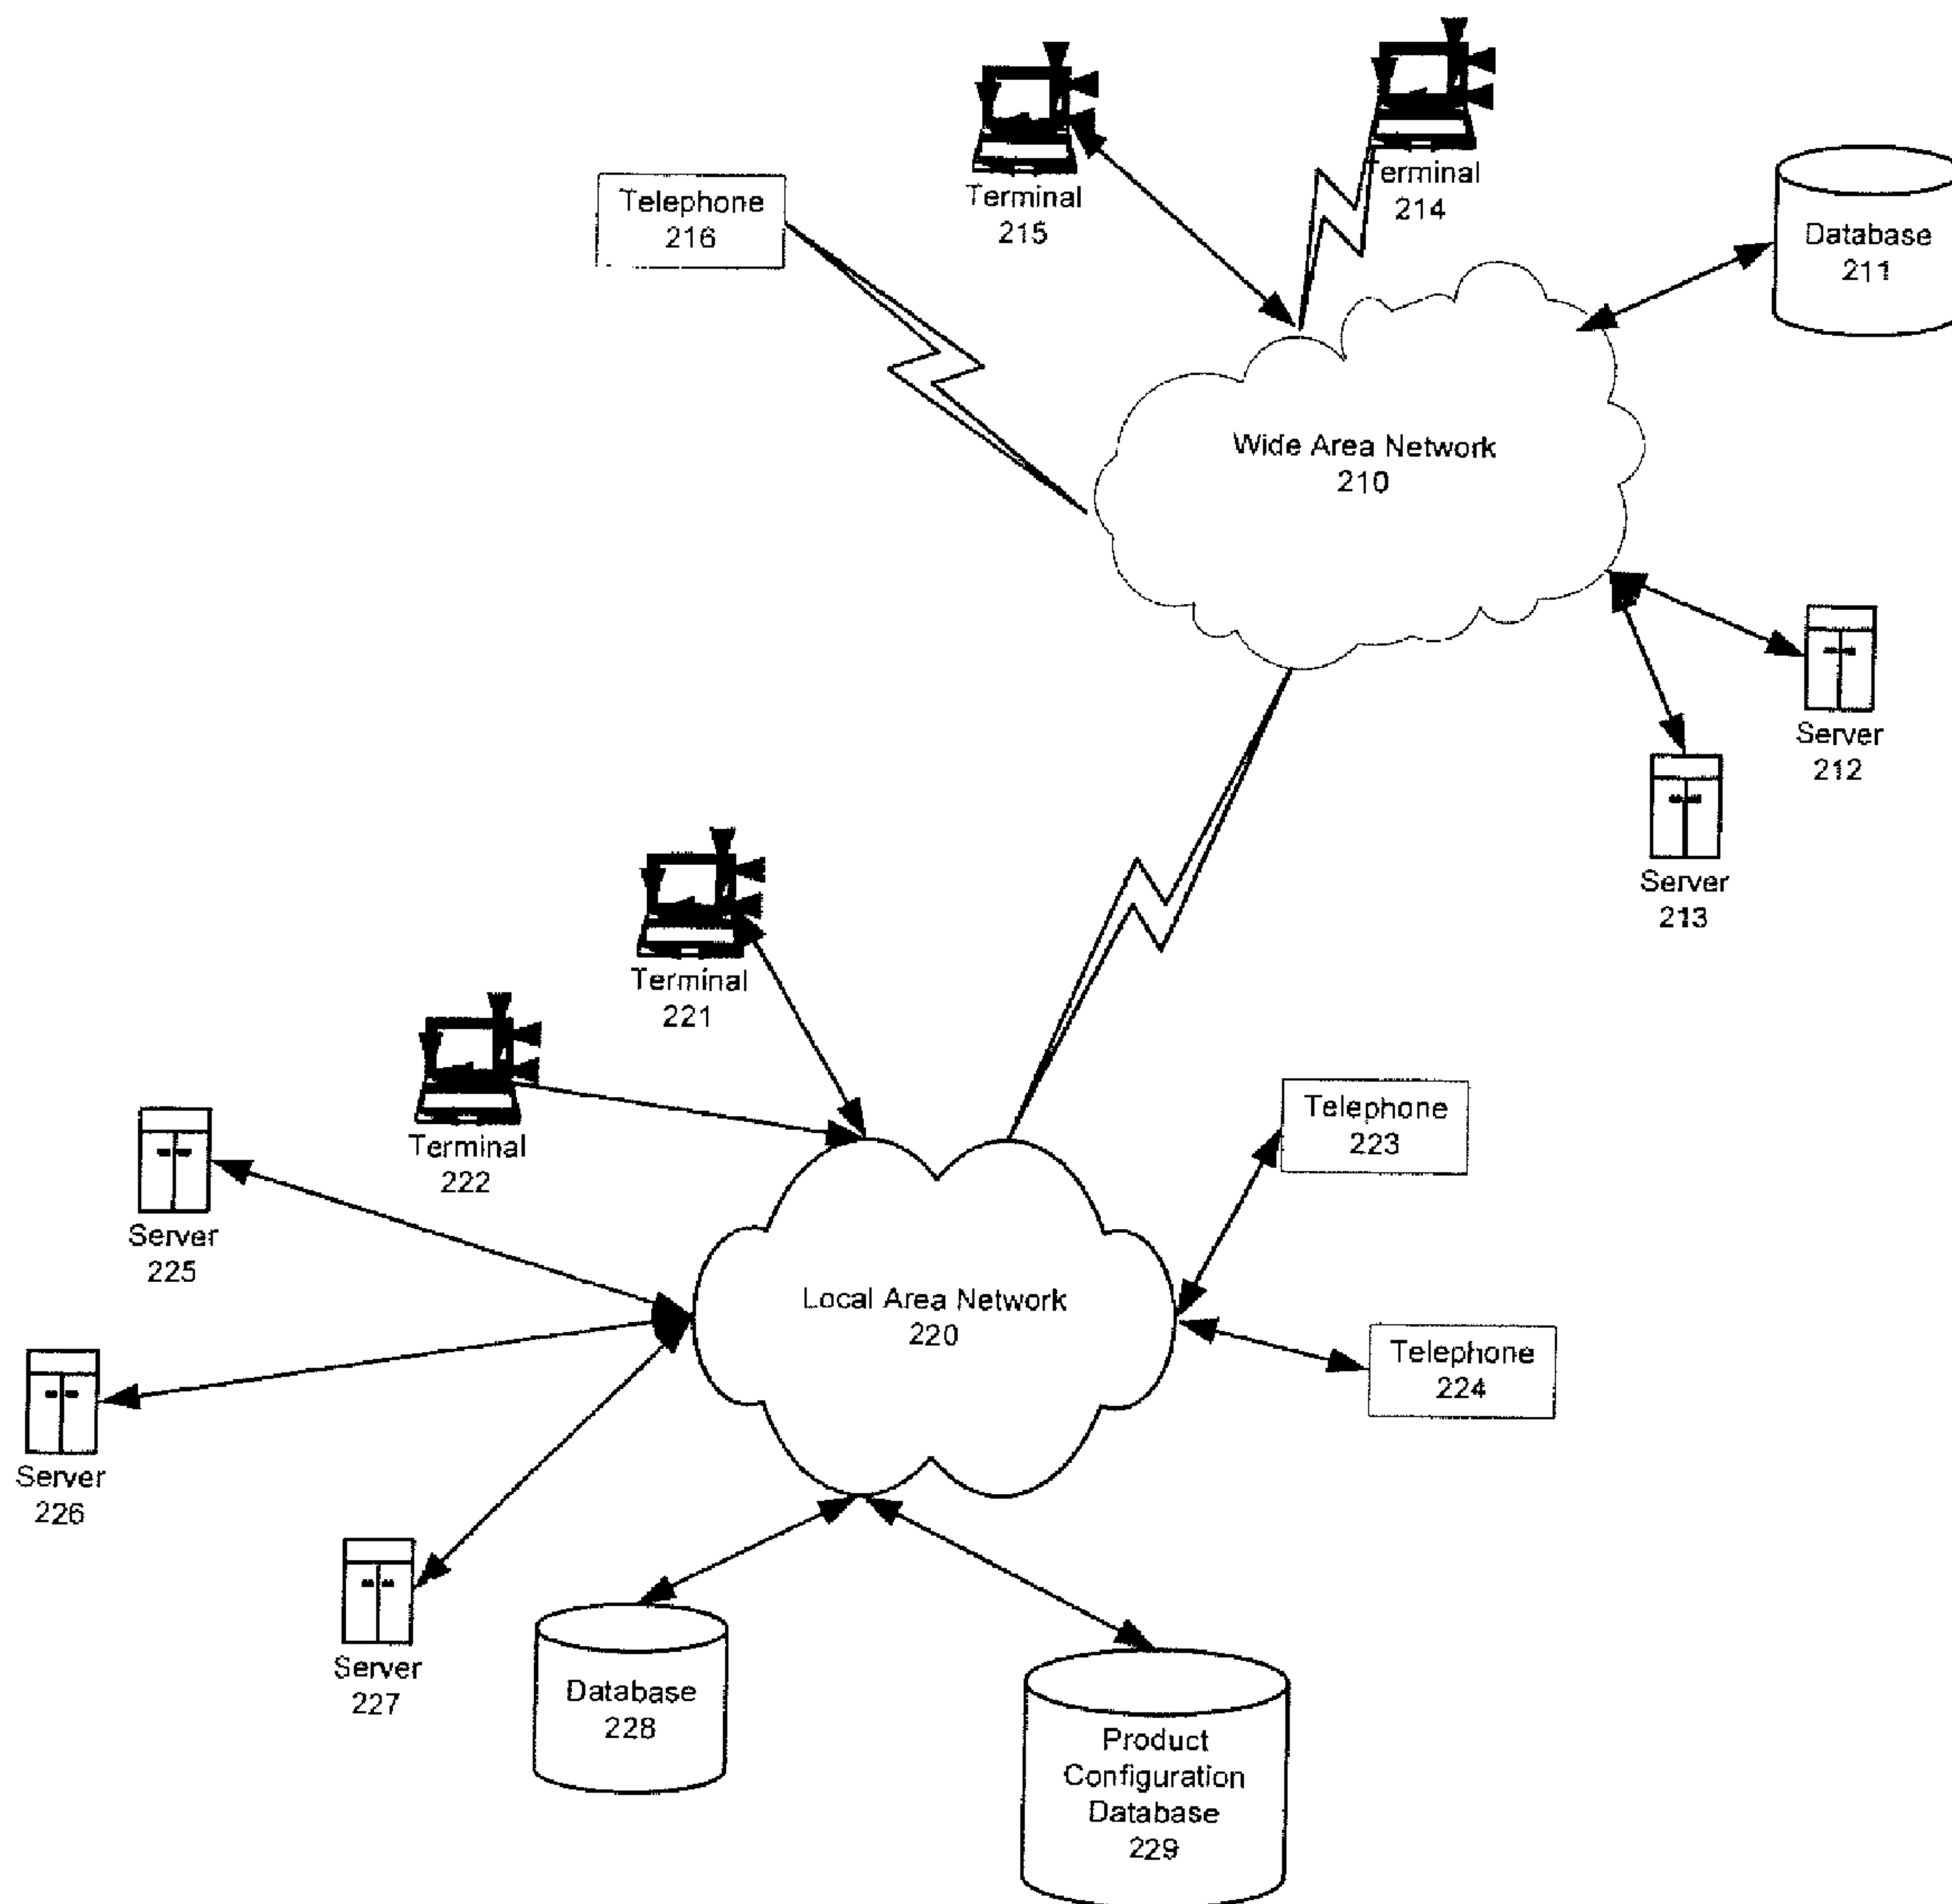 Terminal
214
Terminal
215
Telephone
216
Database
211
Wide Area Network
210
Server
212
Server
213
Terminal
221
Terminal
222
Telephone
223
Server
225
Local Area Network
220
Telephone
224
Server
226
Server
227
Database
228
Product
Configuration
Database
229